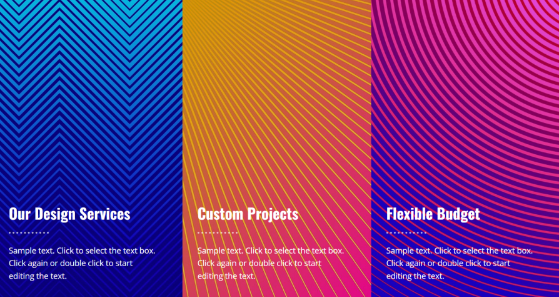 Our Design Services
Sample text. Click to select the text box.
Click again or double click to start
editing the text.
Custom Projects
Sample text. Click to select the text box.
Click again or double click to start
editing the text.
Flexible Budget
Sample text. Click to select the text box.
Click again or double click to start
editing the text.